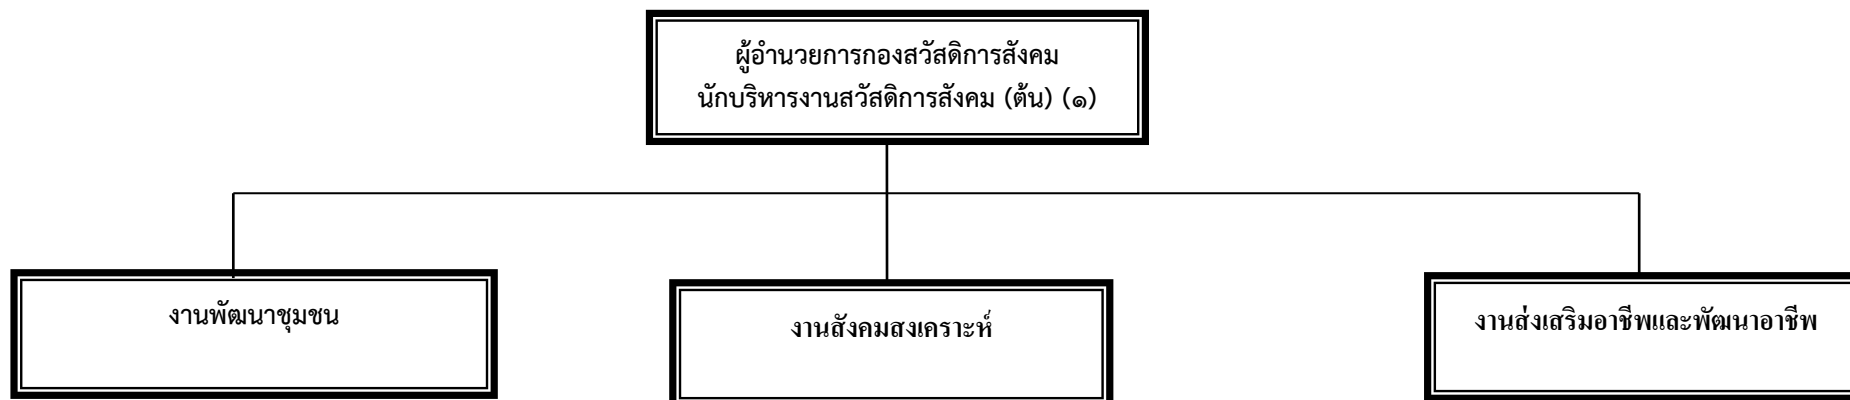 ผู้อำนวยการกองสวัสดิการสังคม
นักบริหารงานสวัสดิการสังคม (ต้น) (๑)
งานพัฒนาชุมชน
งานสังคมสงเคราะห์
งานส่งเสริมอาชีพและพัฒนาอาชีพ